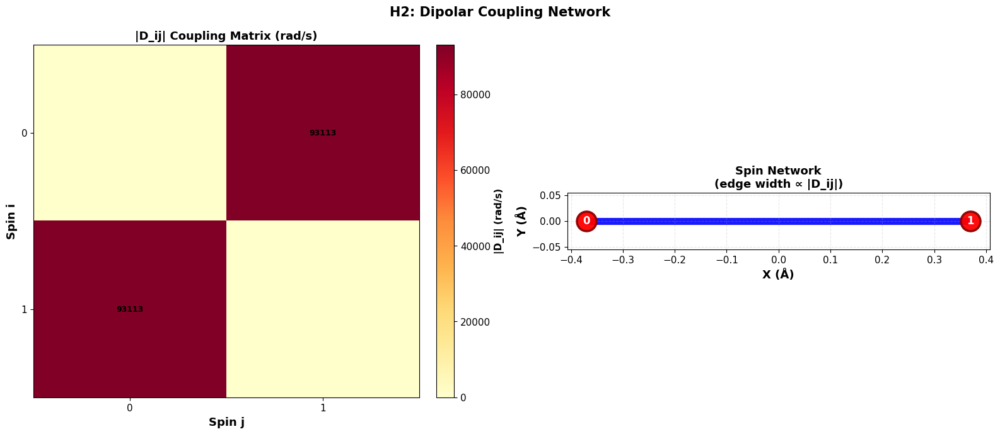 H2: Dipolar Coupling Network
|D_ij| Coupling Matrix (rad/s)
0
1
Spin i
93113
93113
0
1
Spin j
80000
60000
40000
20000
0
|D_ij| (rad/s)
Spin Network
(edge width ∝ |D_ij|)
0.05
0.00
−0.05
Y (Å)
0
1
−0.4
−0.3
−0.2
−0.1
0.0
0.1
0.2
0.3
0.4
X (Å)